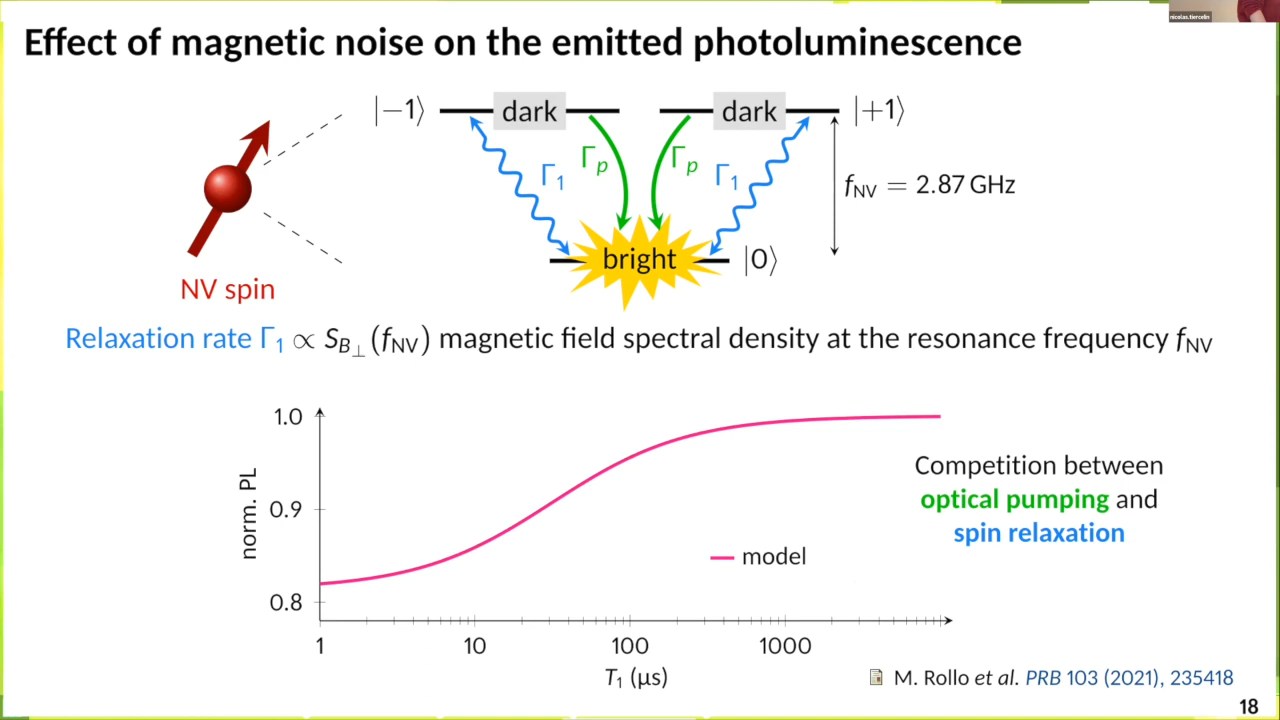 nicolas.tiercelin
Effect of magnetic noise on the emitted photoluminescence
|−1⟩ dark dark |+1⟩
Γ1 Γp Γp Γ1
fNV = 2.87 GHz
bright |0⟩
NV spin
Relaxation rate Γ1 ∝ SB⊥(fNV) magnetic field spectral density at the resonance frequency fNV
norm. PL
1.0
0.9
0.8
1 10 100 1000
T1 (μs)
model
Competition between
optical pumping and
spin relaxation
M. Rollo et al. PRB 103 (2021), 235418
18